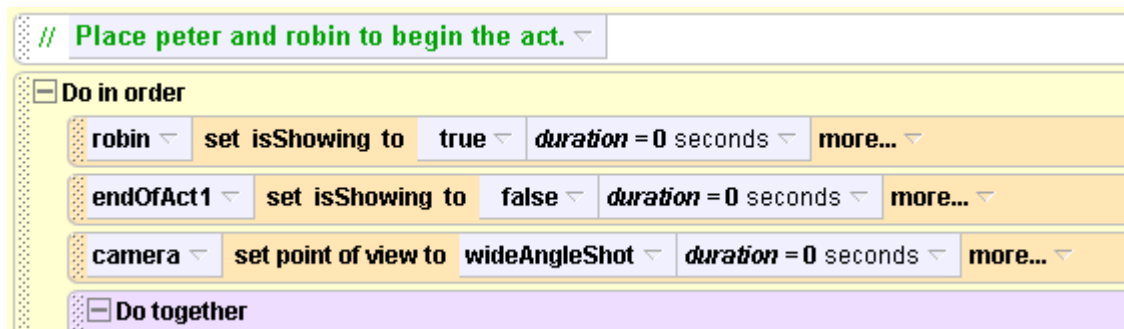 // Place peter and robin to begin the act.
Do in order
robin set isShowing to true duration = 0 seconds more...
endOfAct1 set isShowing to false duration = 0 seconds more...
camera set point of view to wideAngleShot duration = 0 seconds more...
Do together